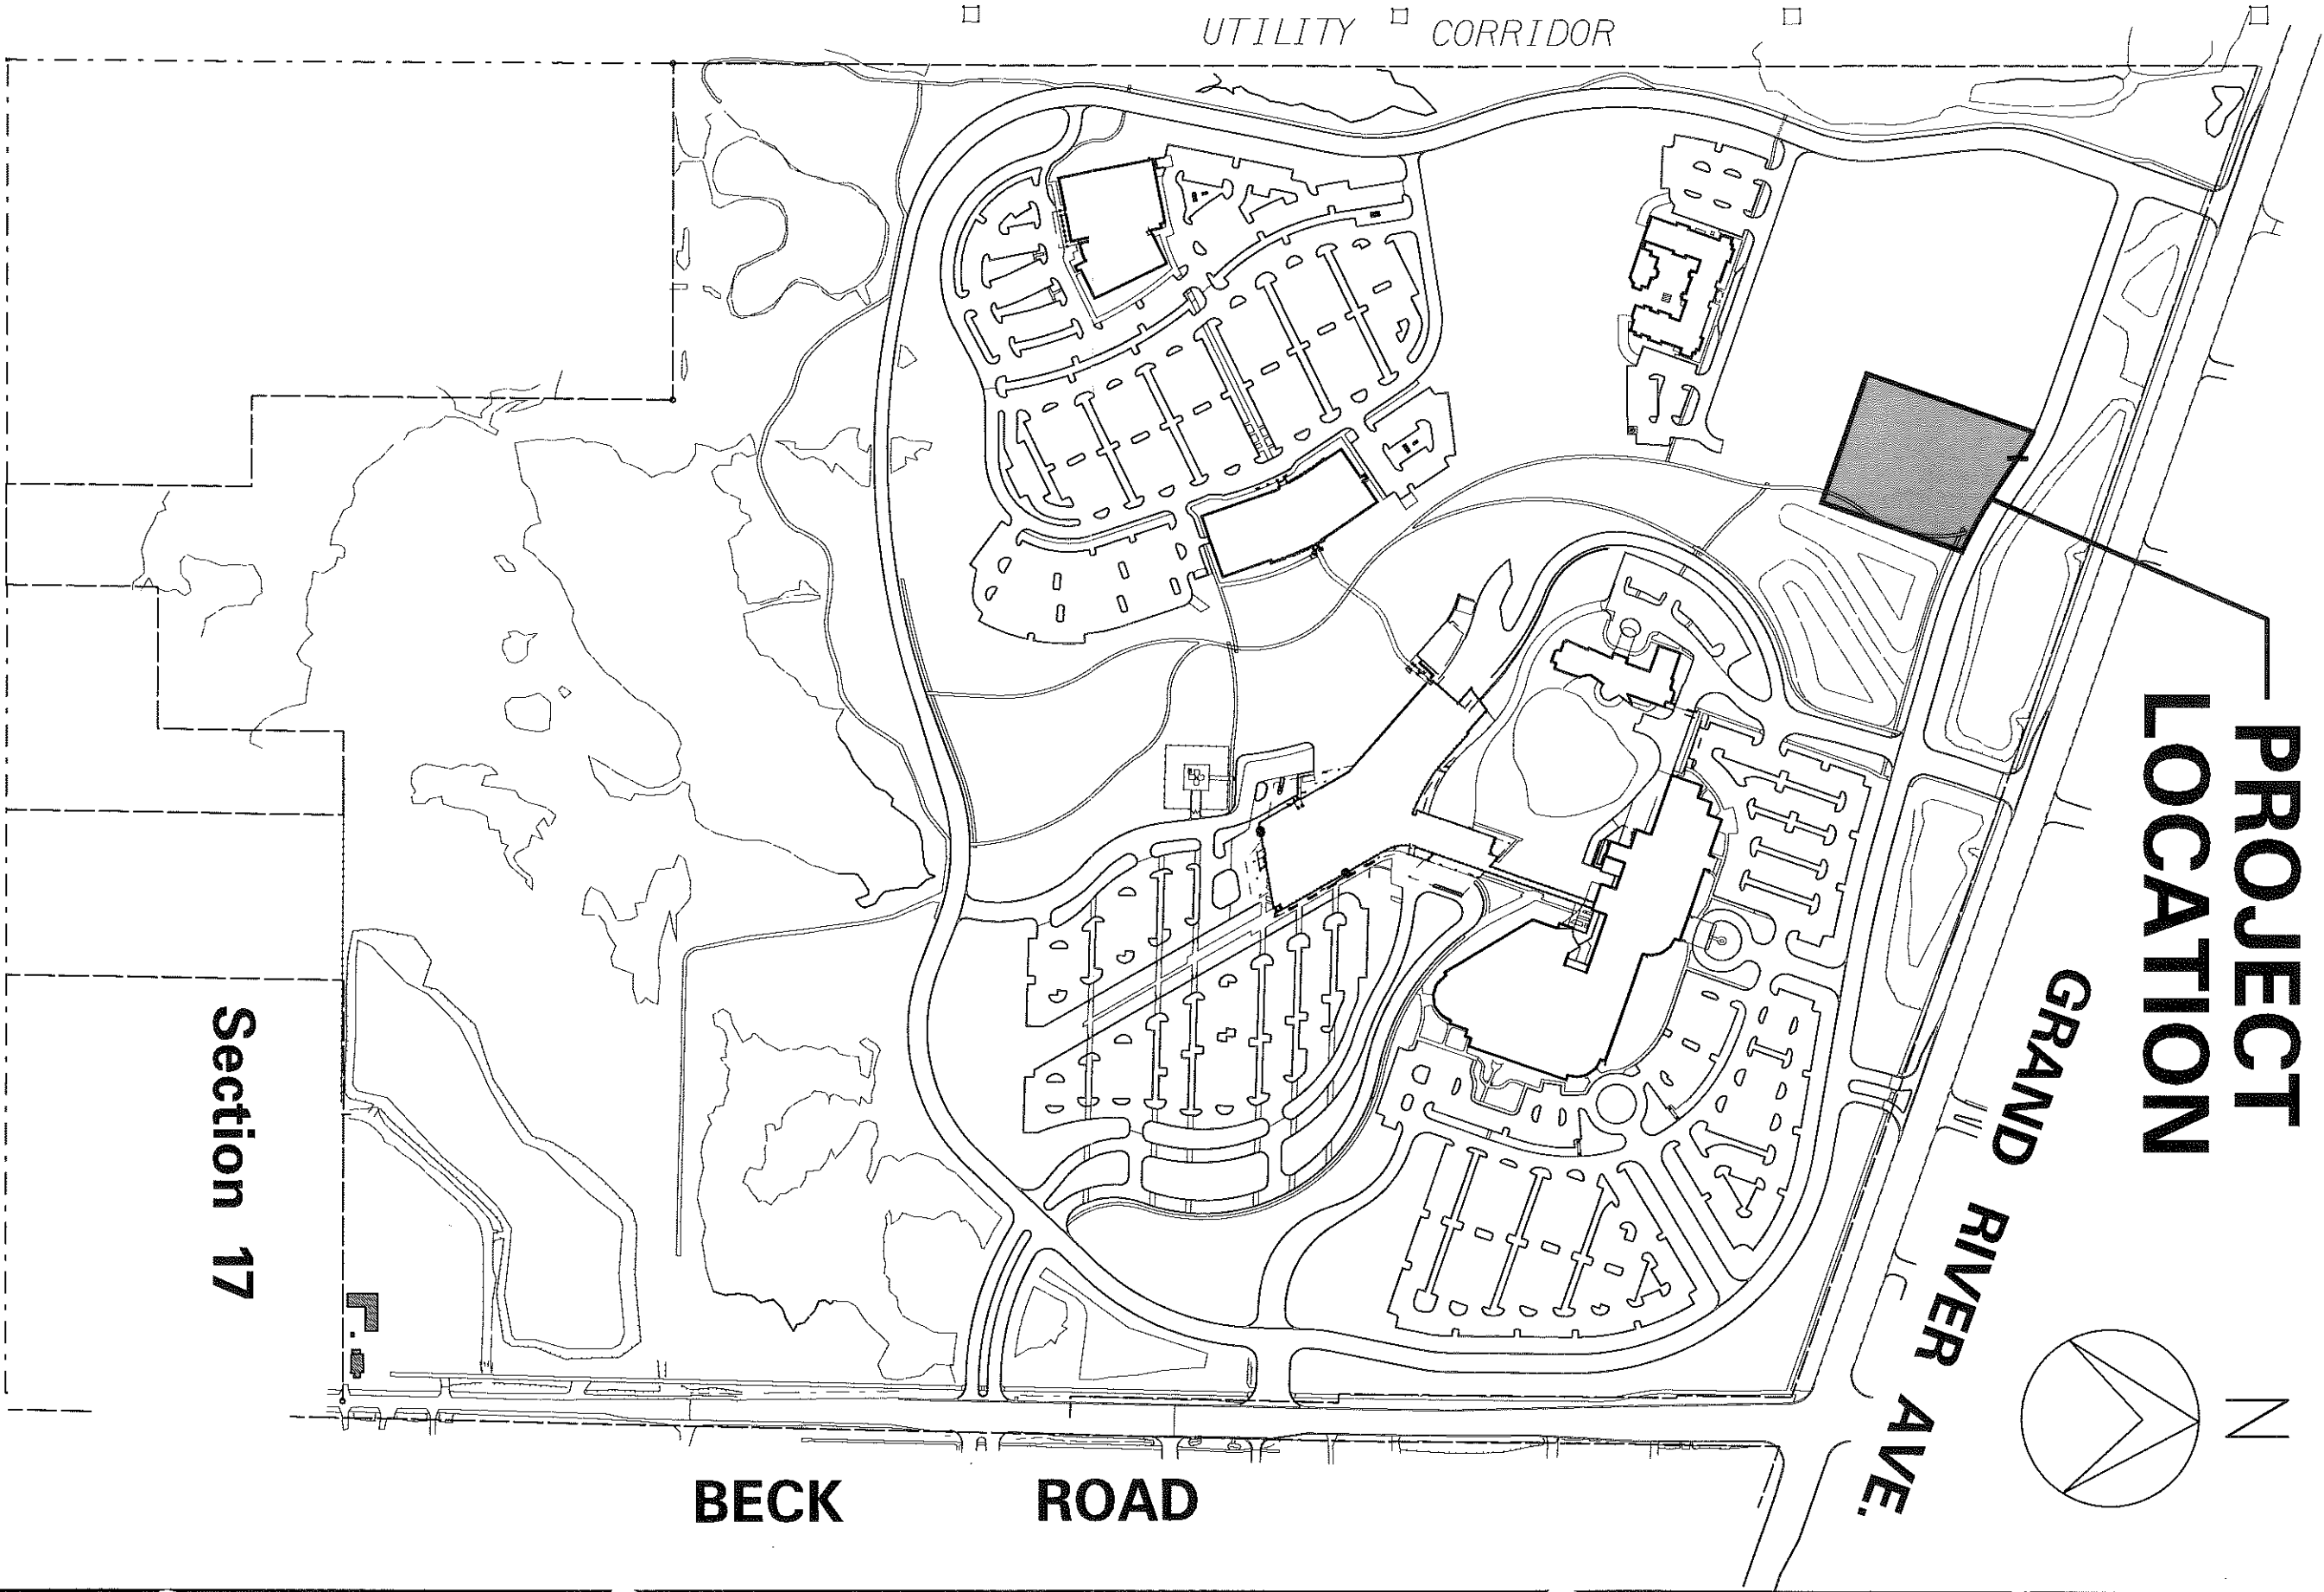 UTILITY CORRIDOR
PROJECT
LOCATION
GRAND RIVER AVE.
Section 17
N
BECK ROAD